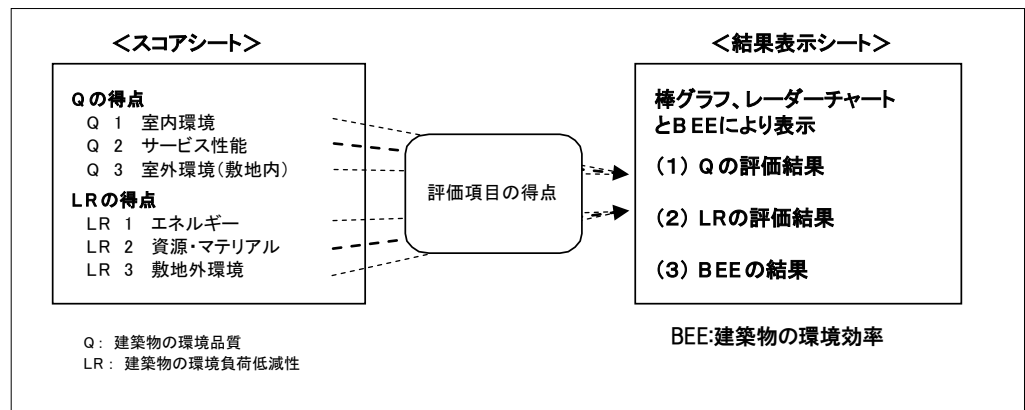 ＜スコアシート＞
Qの得点
Q 1 室内環境
Q 2 サービス性能
Q 3 室外環境（敷地内）
LRの得点
LR 1 エネルギー
LR 2 資源・マテリアル
LR 3 敷地外環境
Q： 建築物の環境品質
LR： 建築物の環境負荷低減性
評価項目の得点
＜結果表示シート＞
棒グラフ、レーダーチャート
とBEEにより表示
（1） Qの評価結果
（2） LRの評価結果
（3） BEEの結果
BEE:建築物の環境効率